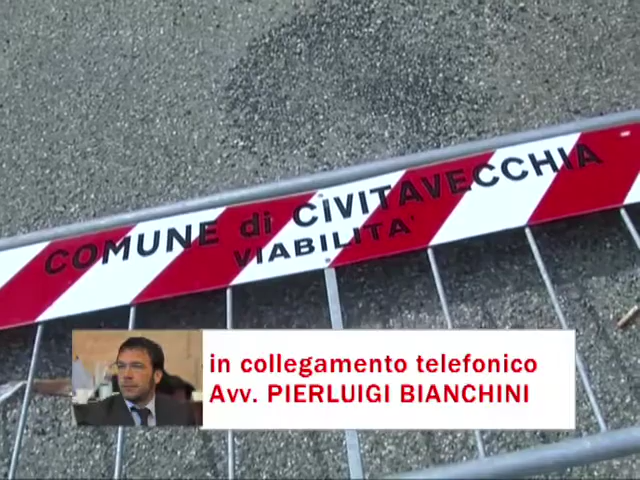 COMUNE di CIVITAVECCHIA
VIABILITA'
in collegamento telefonico
Avv. PIERLUIGI BIANCHINI